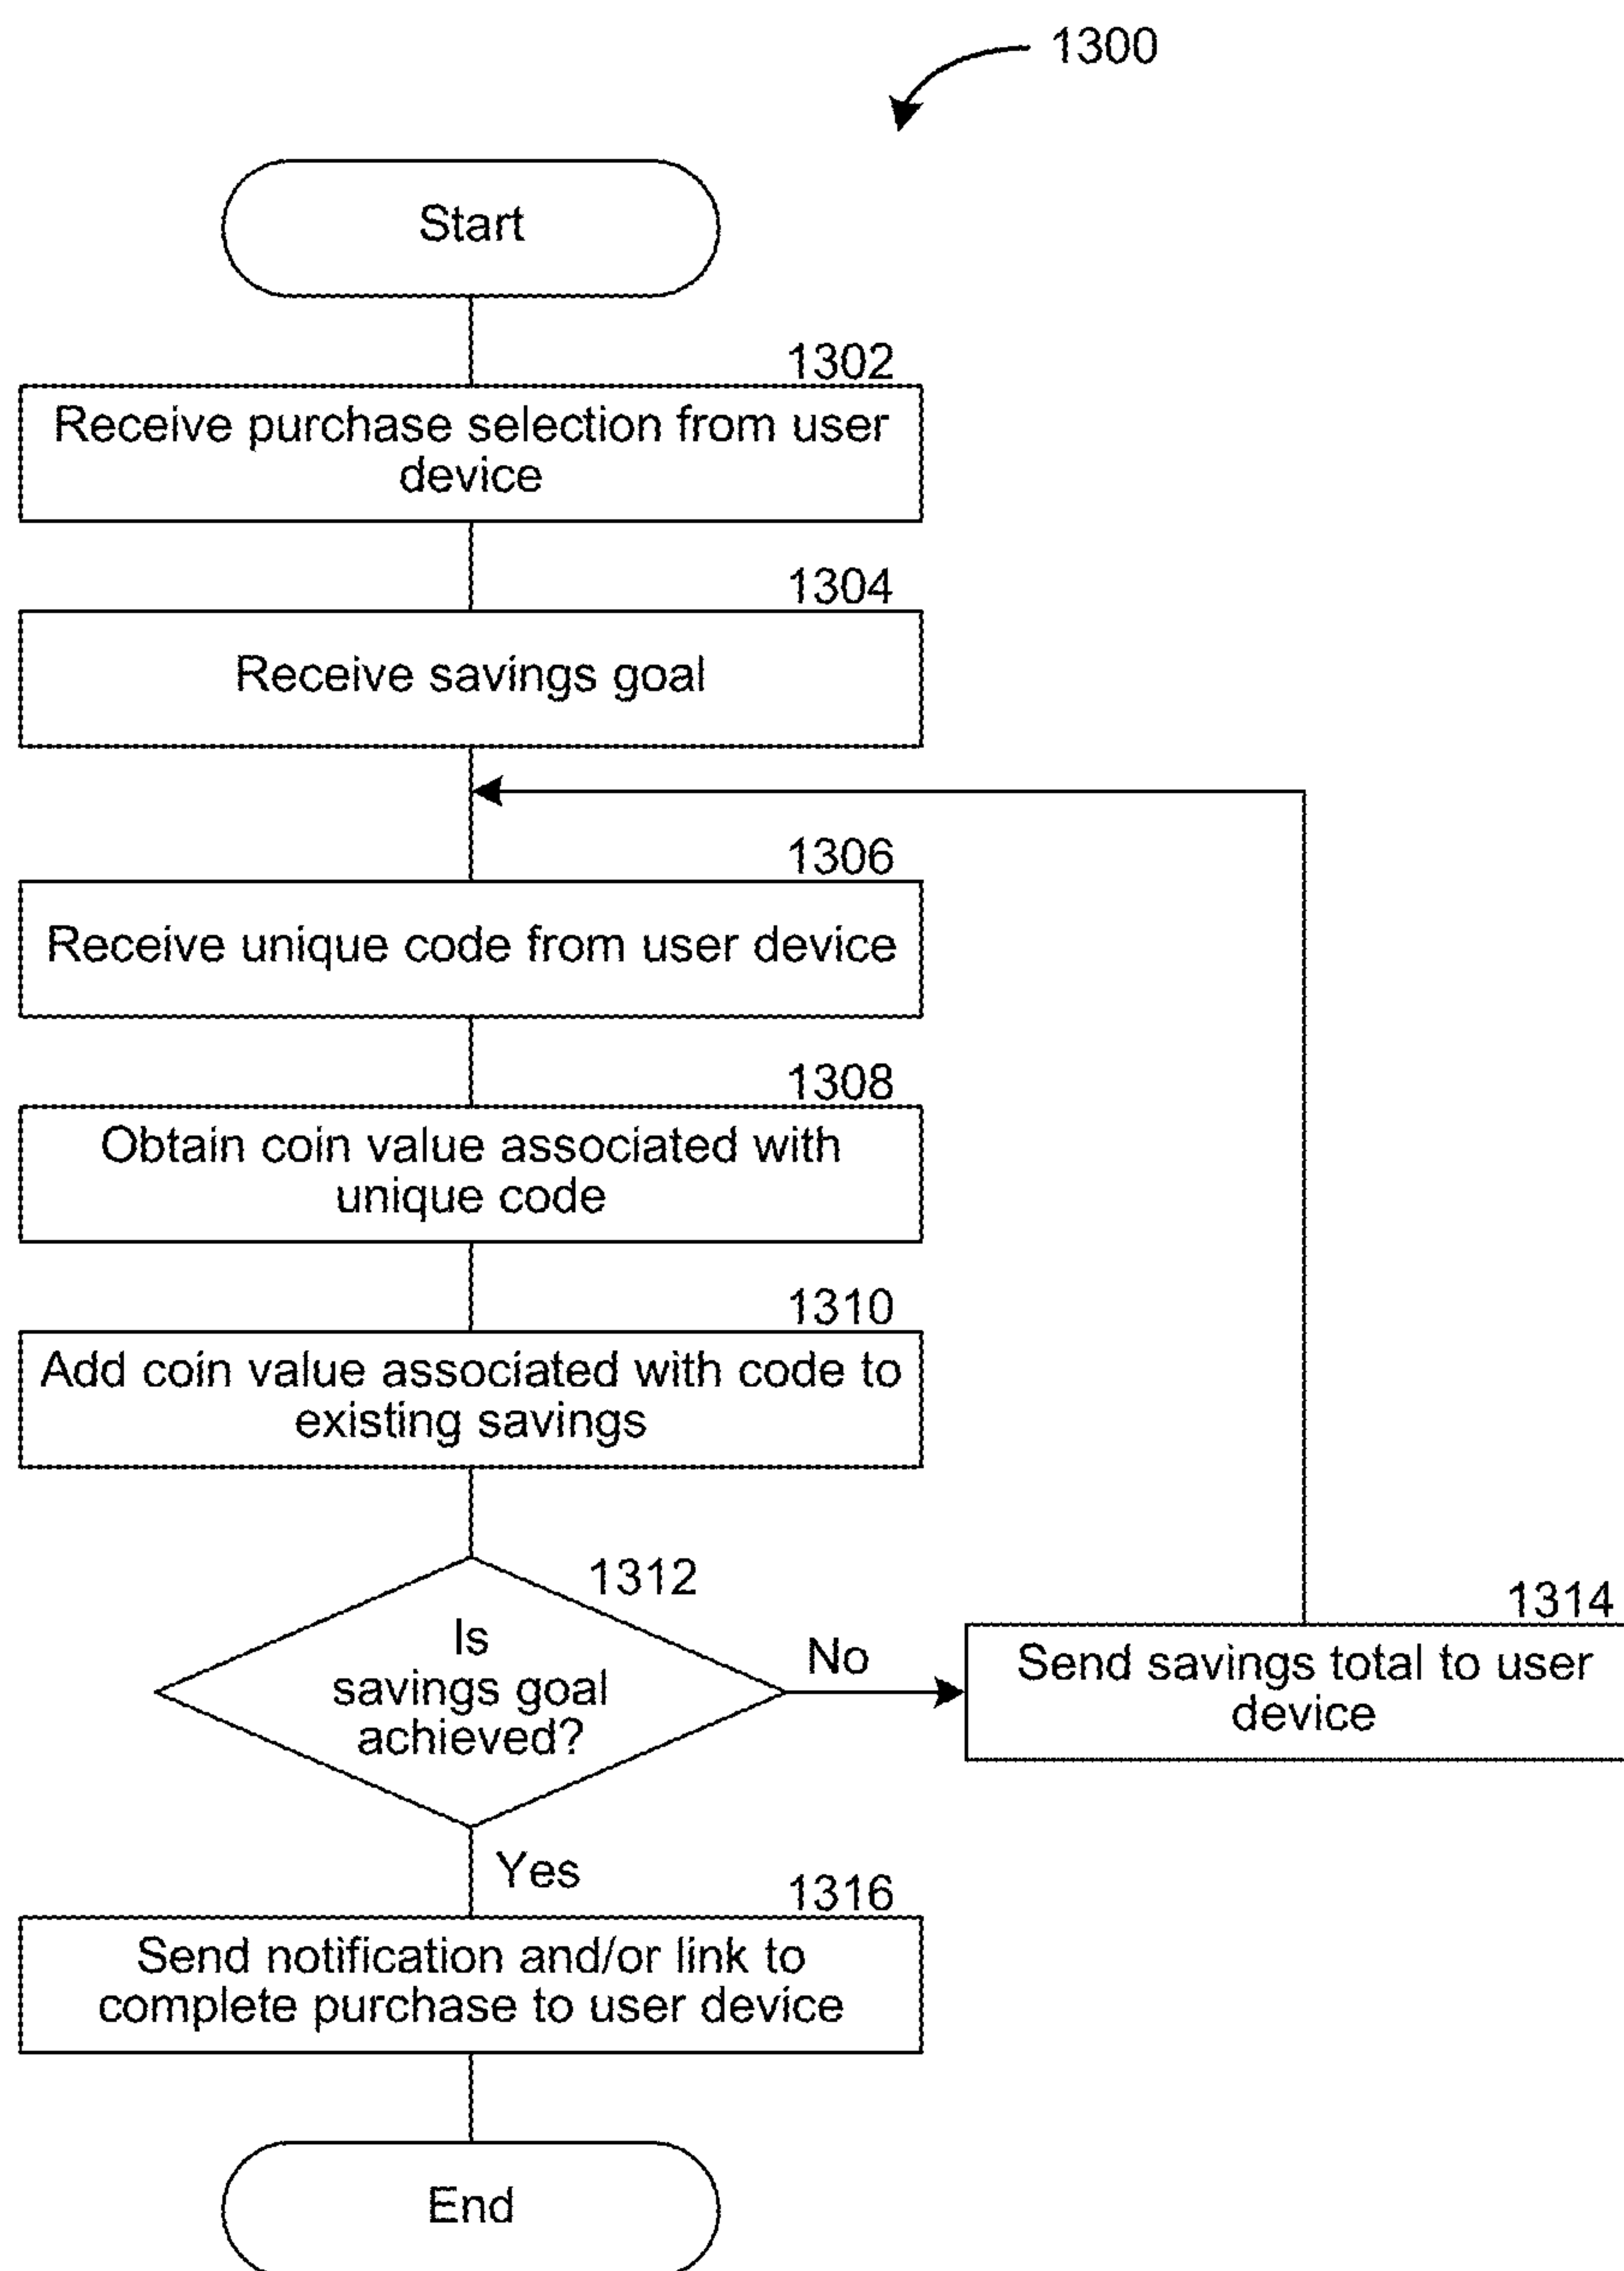 1300
Start
1302
Receive purchase selection from user
device
1304
Receive savings goal
1306
Receive unique code from user device
1308
Obtain coin value associated with
unique code
1310
Add coin value associated with code to
existing savings
1312
Is
savings goal
achieved?
No
1314
Send savings total to user
device
Yes
1316
Send notification and/or link to
complete purchase to user device
End